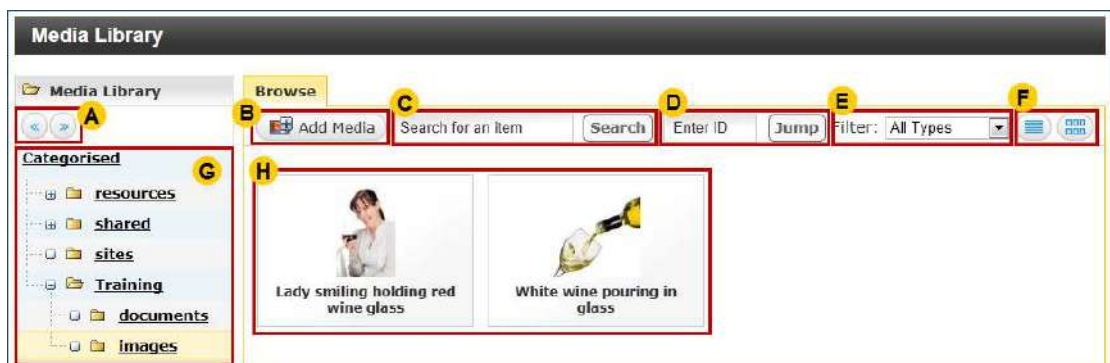 Media Library
Media Library
Browse
A
B
C
D
E
F
« »
Add Media
Search for an Item
Search
Enter ID
Jump
Filter:
All Types
Categorised
G
H
resources
shared
sites
Training
documents
images
Lady smiling holding red
wine glass
White wine pouring in
glass